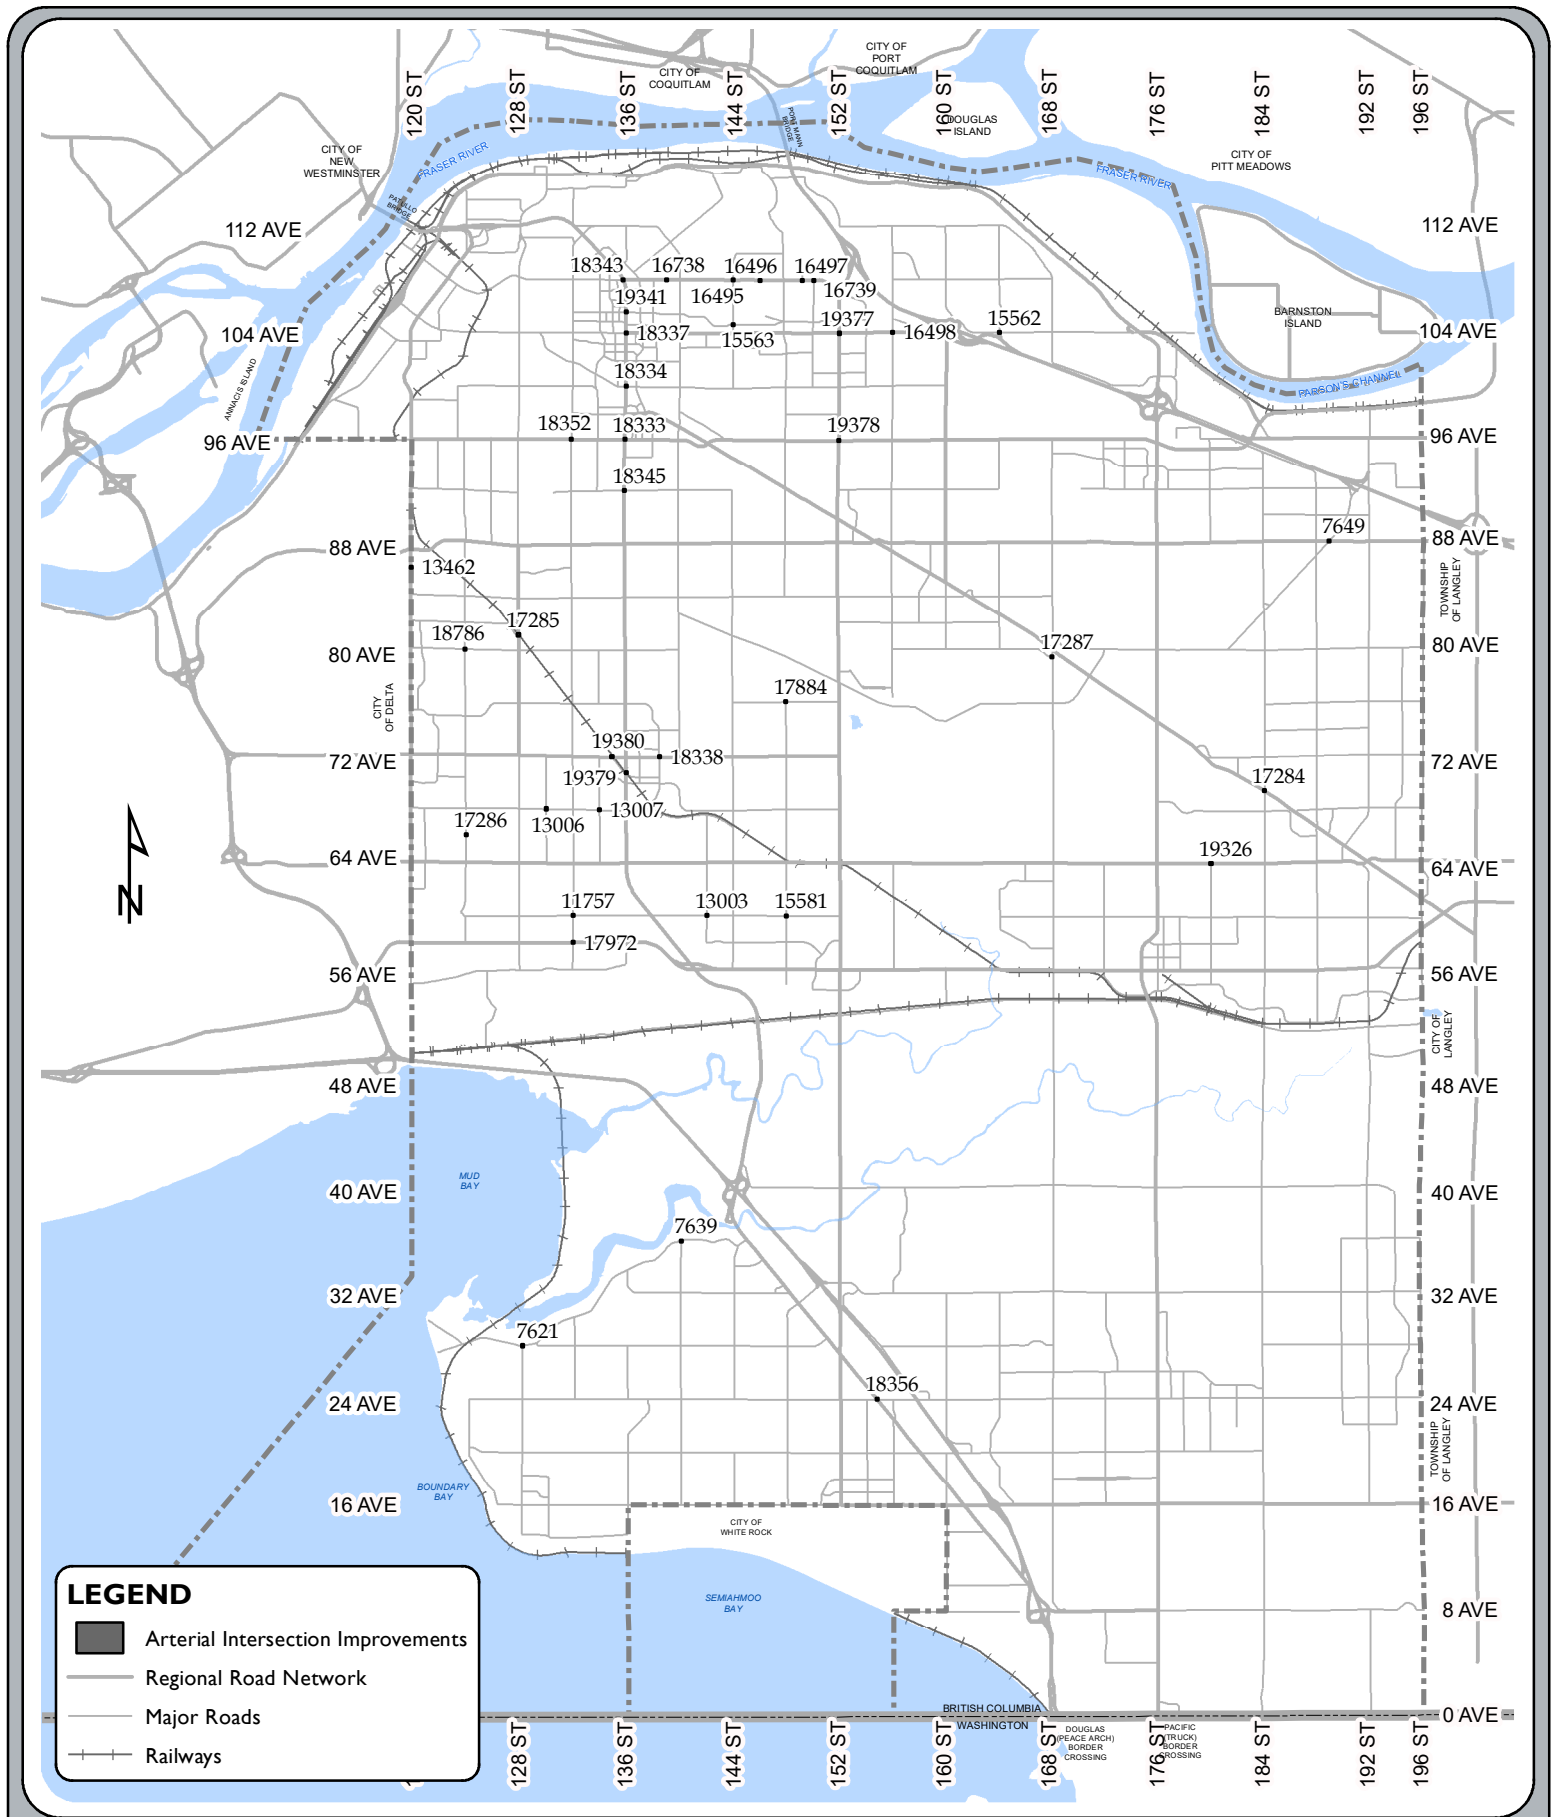 CITY OF
PORT
COQUITLAM
CITY OF
COQUITLAM
120 ST
128 ST
136 ST
144 ST
152 ST
160 ST
168 ST
176 ST
184 ST
192 ST
196 ST
PORT MANN
BRIDGE
DOUGLAS
ISLAND
CITY OF
NEW
WESTMINSTER
FRASER RIVER
FRASER RIVER
CITY OF
PITT MEADOWS
PATULLO
BRIDGE
112 AVE
112 AVE
18343
16738
16496
16497
16495
16739
19341
BARNSTON
ISLAND
104 AVE
18337
15563
19377
16498
15562
104 AVE
ANNACIS ISLAND
18334
PARSON'S CHANNEL
96 AVE
18352
18333
19378
96 AVE
18345
7649
88 AVE
88 AVE
13462
TOWNSHIP
OF LANGLEY
17285
18786
17287
80 AVE
80 AVE
CITY
OF DELTA
17884
19380
18338
72 AVE
72 AVE
19379
17284
17286
13006
13007
N
64 AVE
19326
64 AVE
11757
13003
15581
17972
56 AVE
56 AVE
CITY OF
LANGLEY
48 AVE
48 AVE
MUD
BAY
40 AVE
40 AVE
7639
32 AVE
32 AVE
7621
18356
24 AVE
24 AVE
TOWNSHIP
OF LANGLEY
BOUNDARY
BAY
16 AVE
16 AVE
CITY OF
WHITE ROCK
SEMIAHMOO
BAY
8 AVE
LEGEND
Arterial Intersection Improvements
Regional Road Network
Major Roads
Railways
BRITISH COLUMBIA
WASHINGTON
0 AVE
128 ST
136 ST
144 ST
152 ST
160 ST
168 ST
DOUGLAS
(PEACE ARCH)
BORDER
CROSSING
176 ST
PACIFIC
(TRUCK)
BORDER
CROSSING
184 ST
192 ST
196 ST